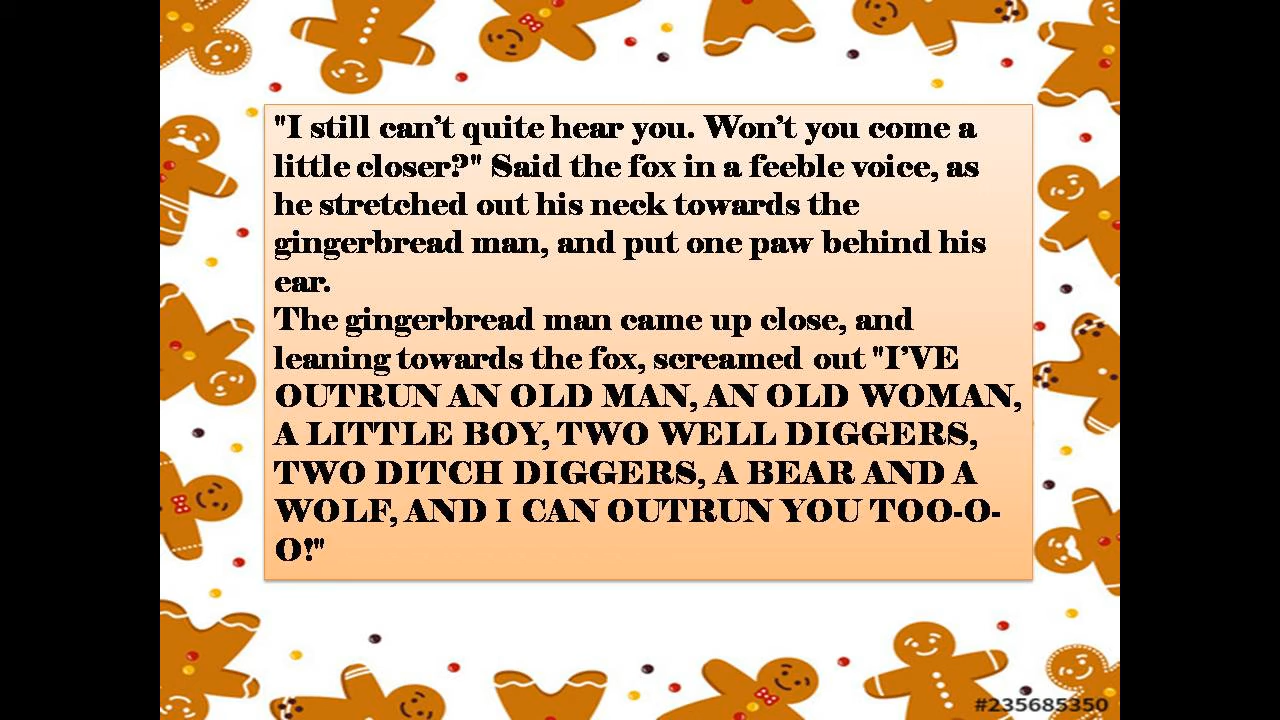 "I still can’t quite hear you. Won’t you come a
little closer?" Said the fox in a feeble voice, as
he stretched out his neck towards the
gingerbread man, and put one paw behind his
ear.
The gingerbread man came up close, and
leaning towards the fox, screamed out "I’VE
OUTRUN AN OLD MAN, AN OLD WOMAN,
A LITTLE BOY, TWO WELL DIGGERS,
TWO DITCH DIGGERS, A BEAR AND A
WOLF, AND I CAN OUTRUN YOU TOO-O-
O!"
#235685350